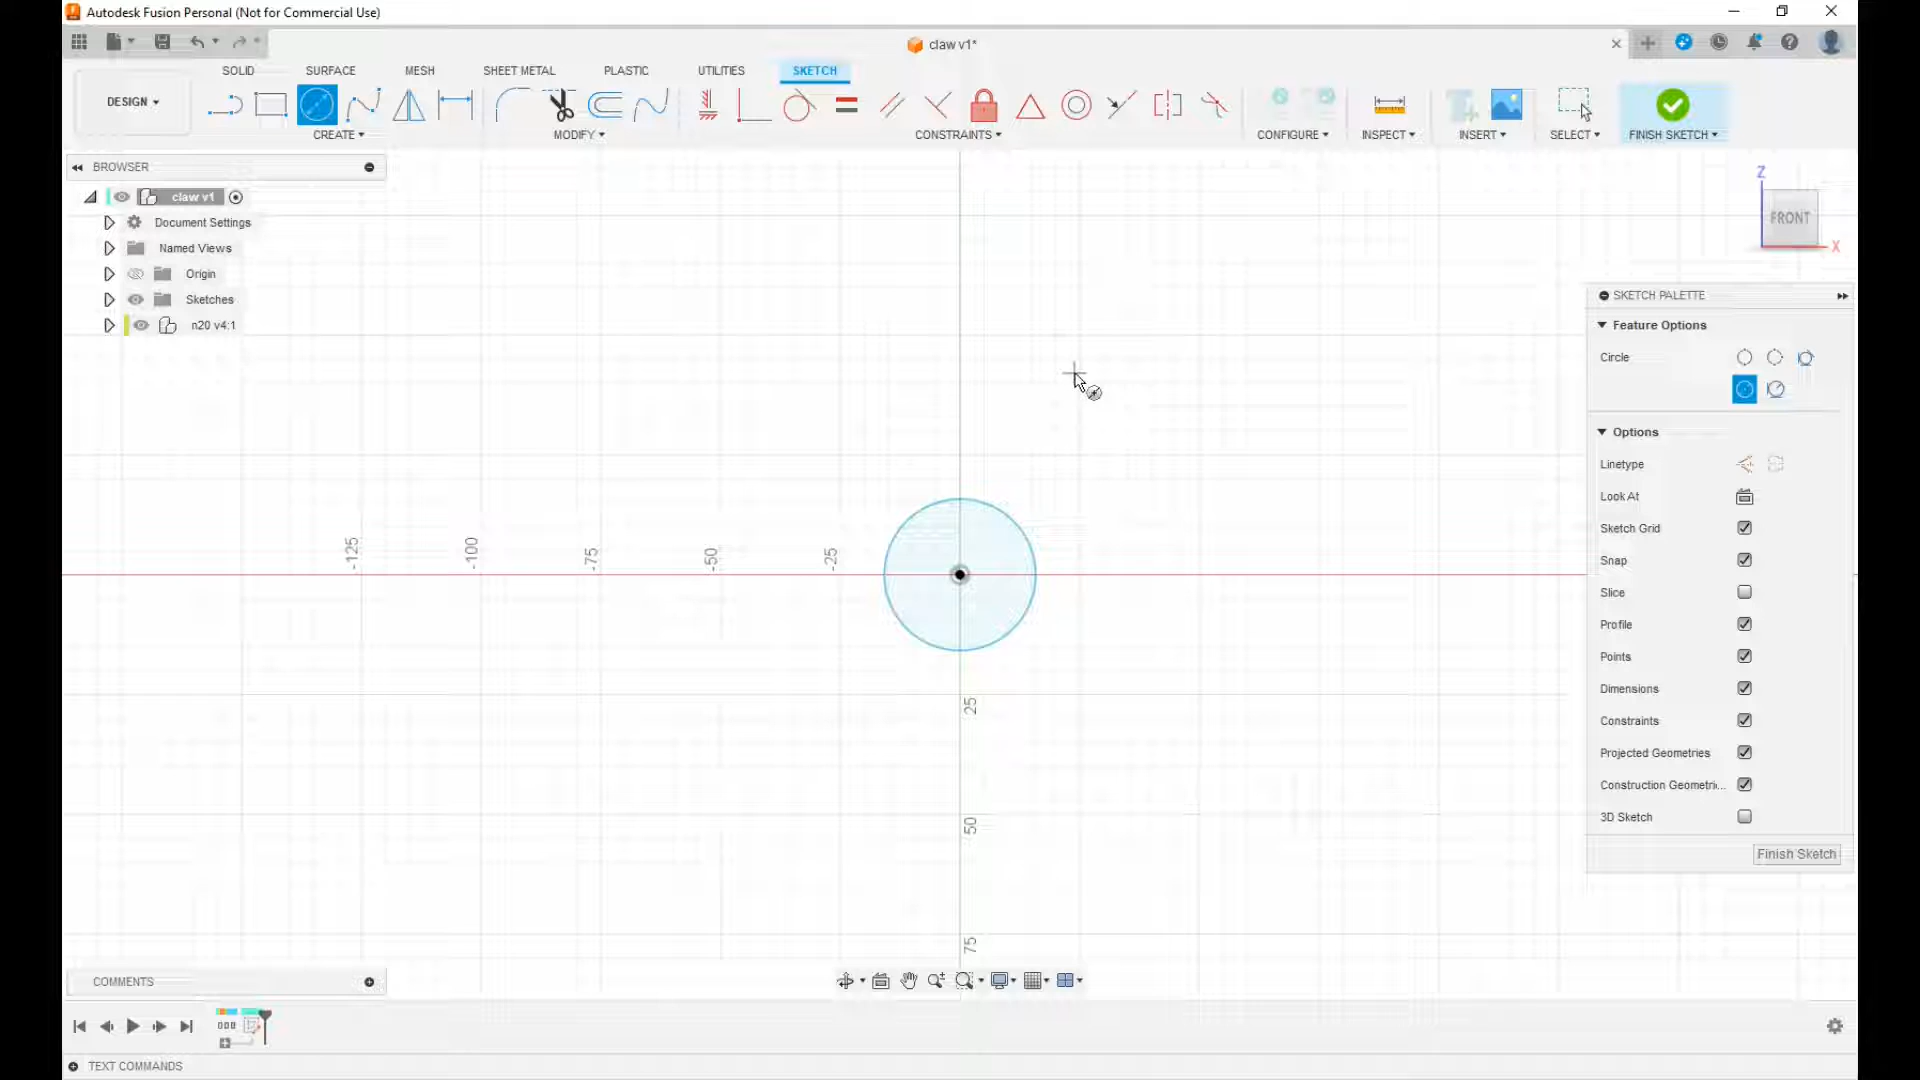 Autodesk Fusion Personal (Not for Commercial Use)
claw v1*
SOLID
SURFACE
MESH
SHEET METAL
PLASTIC
UTILITIES
SKETCH
DESIGN
CREATE
MODIFY
CONSTRAINTS
CONFIGURE
INSPECT
INSERT
SELECT
FINISH SKETCH
BROWSER
claw v1
Document Settings
Named Views
Origin
Sketches
n20 v4:1
Z
FRONT
X
SKETCH PALETTE
Feature Options
Circle
Options
Linetype
Look At
Sketch Grid
Snap
Slice
Profile
Points
Dimensions
Constraints
Projected Geometries
Construction Geometri...
3D Sketch
Finish Sketch
-125
-100
-75
-50
-25
25
50
75
COMMENTS
TEXT COMMANDS